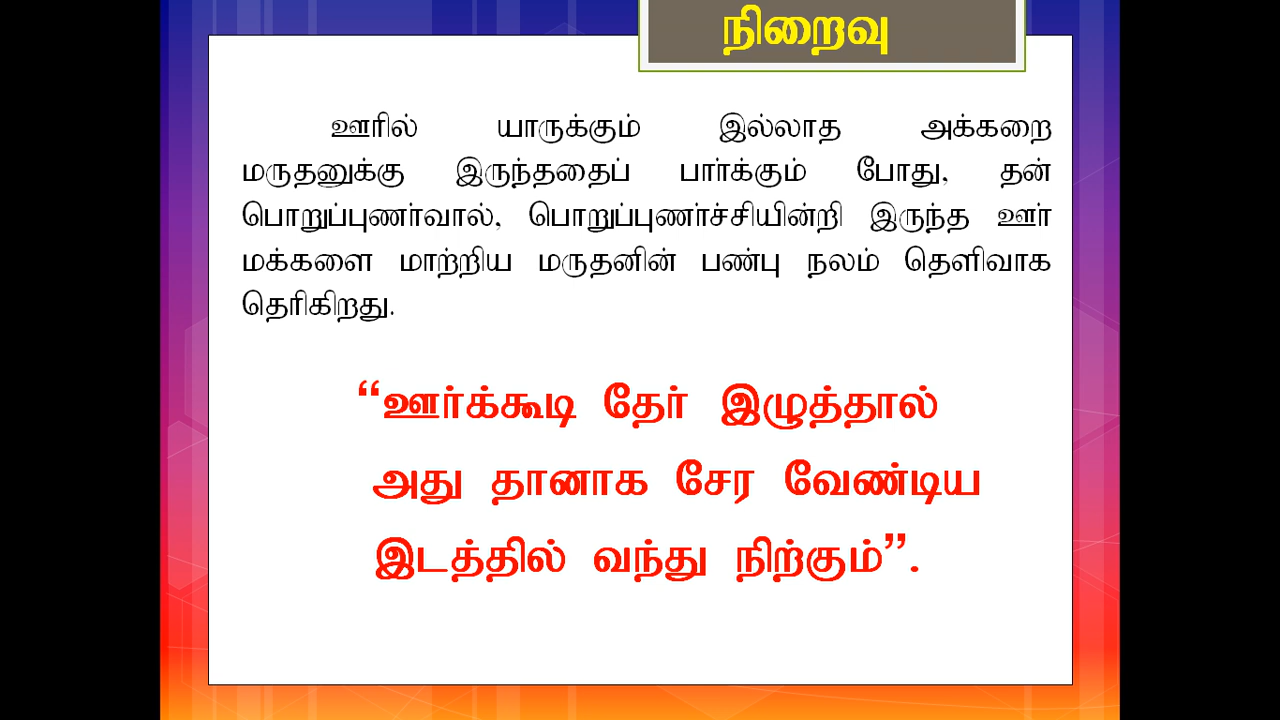 நிறைவு
ஊரில் யாருக்கும் இல்லாத அக்கறை
மருதனுக்கு இருந்ததைப் பார்க்கும் போது, தன்
பொறுப்புணர்வால், பொறுப்புணர்ச்சியின்றி இருந்த ஊர்
மக்களை மாற்றிய மருதனின் பண்பு நலம் தெளிவாக
தெரிகிறது.
“ஊர்க்கூடி தேர் இழுத்தால்
அது தானாக சேர வேண்டிய
இடத்தில் வந்து நிற்கும்”.